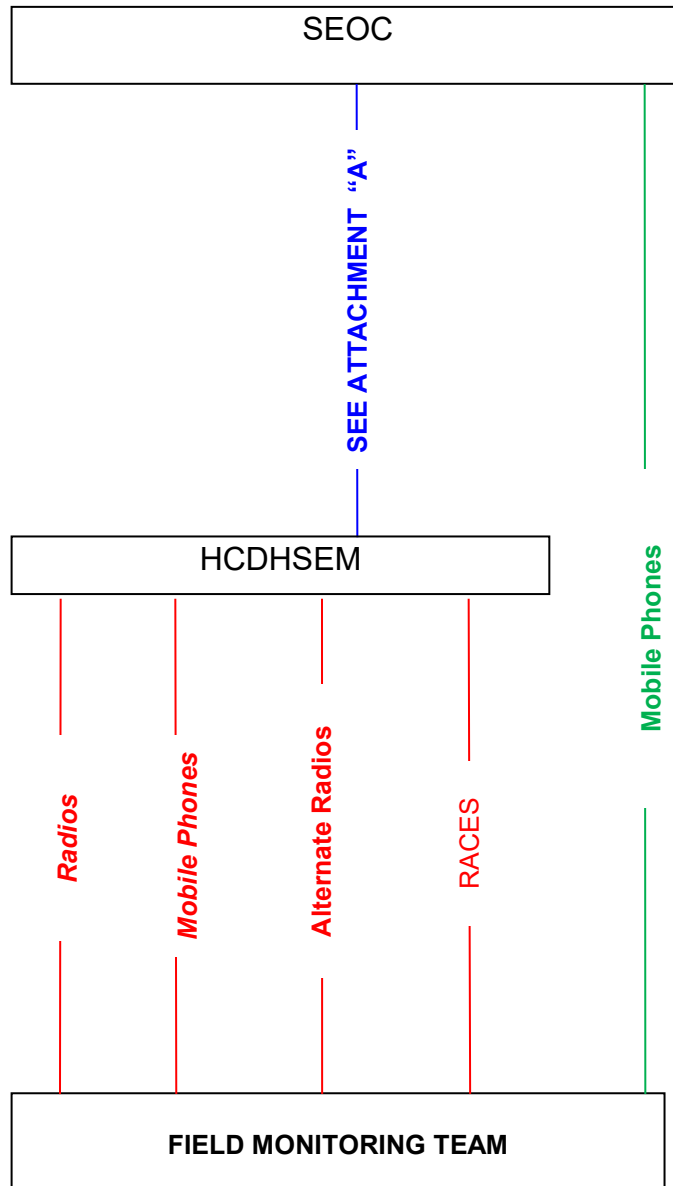 SEOC
SEE ATTACHMENT “A”
HCDHSEM
Mobile Phones
Radios
Mobile Phones
Alternate Radios
RACES
FIELD MONITORING TEAM